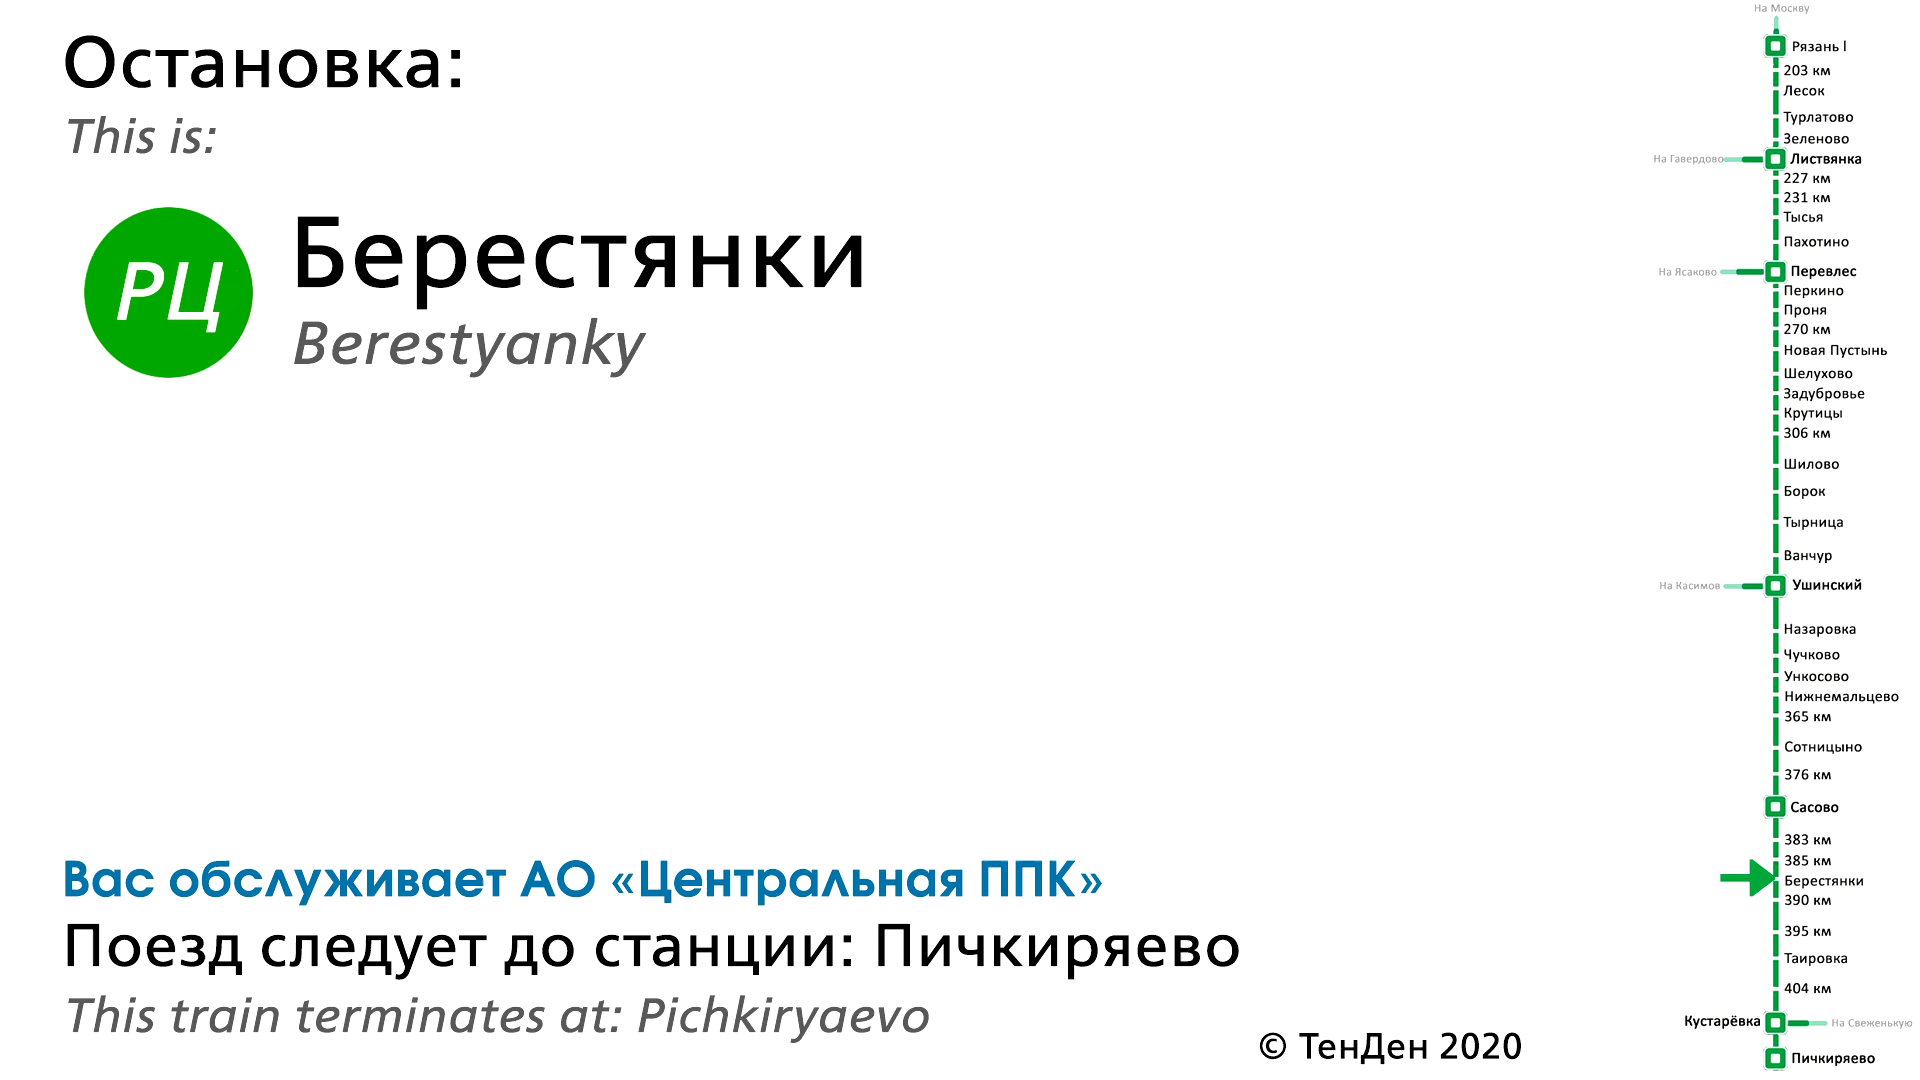 Остановка:
This is:
РЦ
Берестянки
Berestyanky
Вас обслуживает АО «Центральная ППК»
Поезд следует до станции: Пичкиряево
This train terminates at: Pichkiryaevo
© ТенДен 2020
На Москву
Рязань I
203 км
Лесок
Турлатово
Зеленово
На Гавердово
Листвянка
227 км
231 км
Тысья
Пахотино
На Ясаково
Перевлес
Перкино
Проня
270 км
Новая Пустынь
Шелухово
Задубровье
Крутицы
306 км
Шилово
Борок
Тырница
Ванчур
На Касимов
Ушинский
Назаровка
Чучково
Ункосово
Нижнемальцево
365 км
Сотницыно
376 км
Сасово
383 км
385 км
Берестянки
390 км
395 км
Таировка
404 км
Кустарёвка
На Свеженькую
Пичкиряево